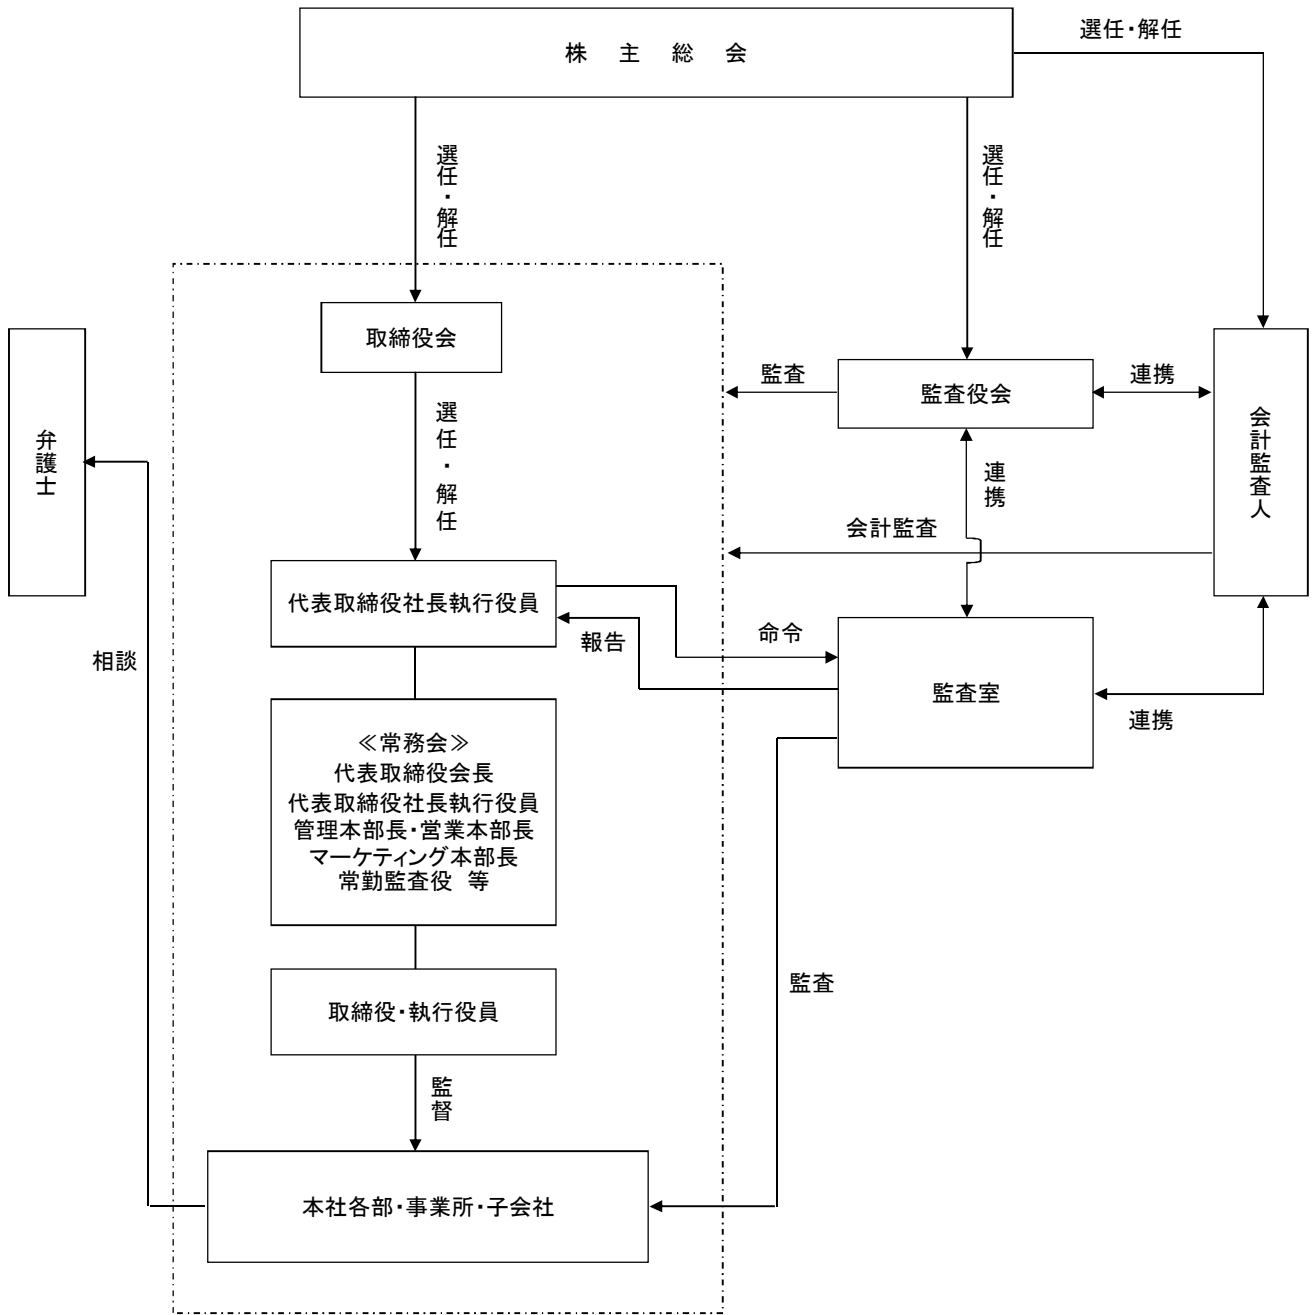 株　主　総　会
選任・解任
選任・解任
選任・解任
取締役会
監査
監査役会
連携
会計監査人
弁護士
選任・解任
連携
会計監査
代表取締役社長執行役員
報告
命令
相談
監査室
連携
≪常務会≫
代表取締役会長
代表取締役社長執行役員
管理本部長・営業本部長
マーケティング本部長
常勤監査役　等
監査
取締役・執行役員
監督
本社各部・事業所・子会社